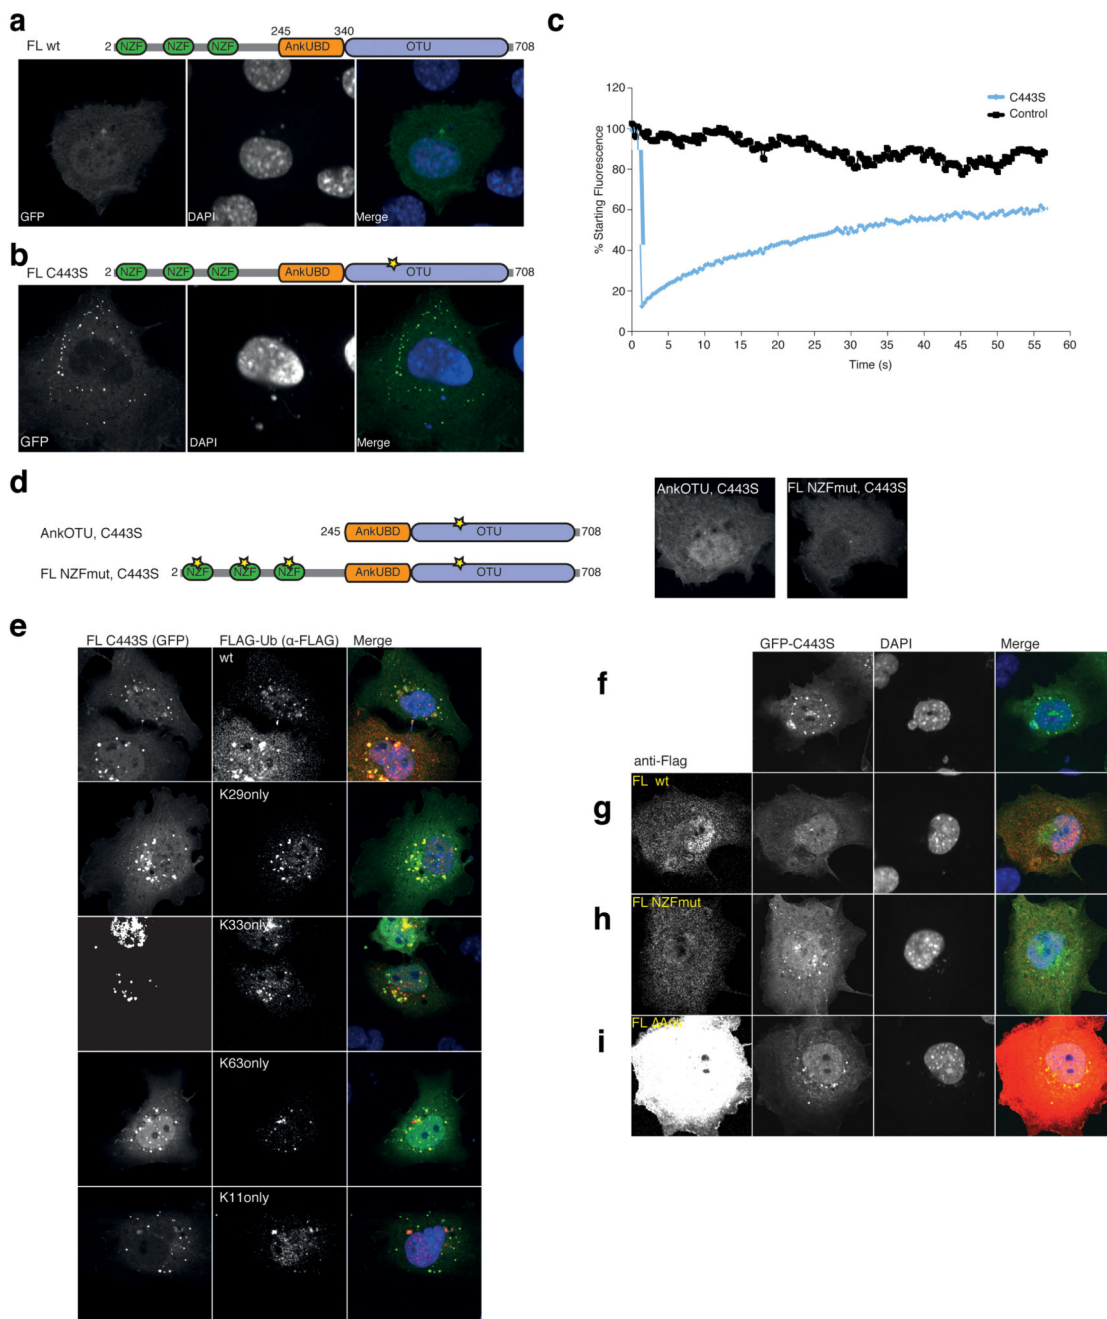 a
FL wt
2
NZF NZF NZF
245
AnkUBD
340
OTU
708
GFP
DAPI
Merge
b
FL C443S
2
NZF NZF NZF
AnkUBD
OTU
708
GFP
DAPI
Merge
c
120
100
80
60
40
20
0
% Starting Fluorescence
0 5 10 15 20 25 30 35 40 45 50 55 60
Time (s)
C443S
Control
d
AnkOTU, C443S
245
AnkUBD
OTU
708
FL NZFmut, C443S
2
NZF NZF NZF
AnkUBD
OTU
708
AnkOTU, C443S
FL NZFmut, C443S
e
FL C443S (GFP)
FLAG-Ub (α-FLAG)
Merge
wt
K29only
K33only
K63only
K11only
GFP-C443S
DAPI
Merge
f
anti-Flag
g
FL wt
h
FL NZFmut
i
FL